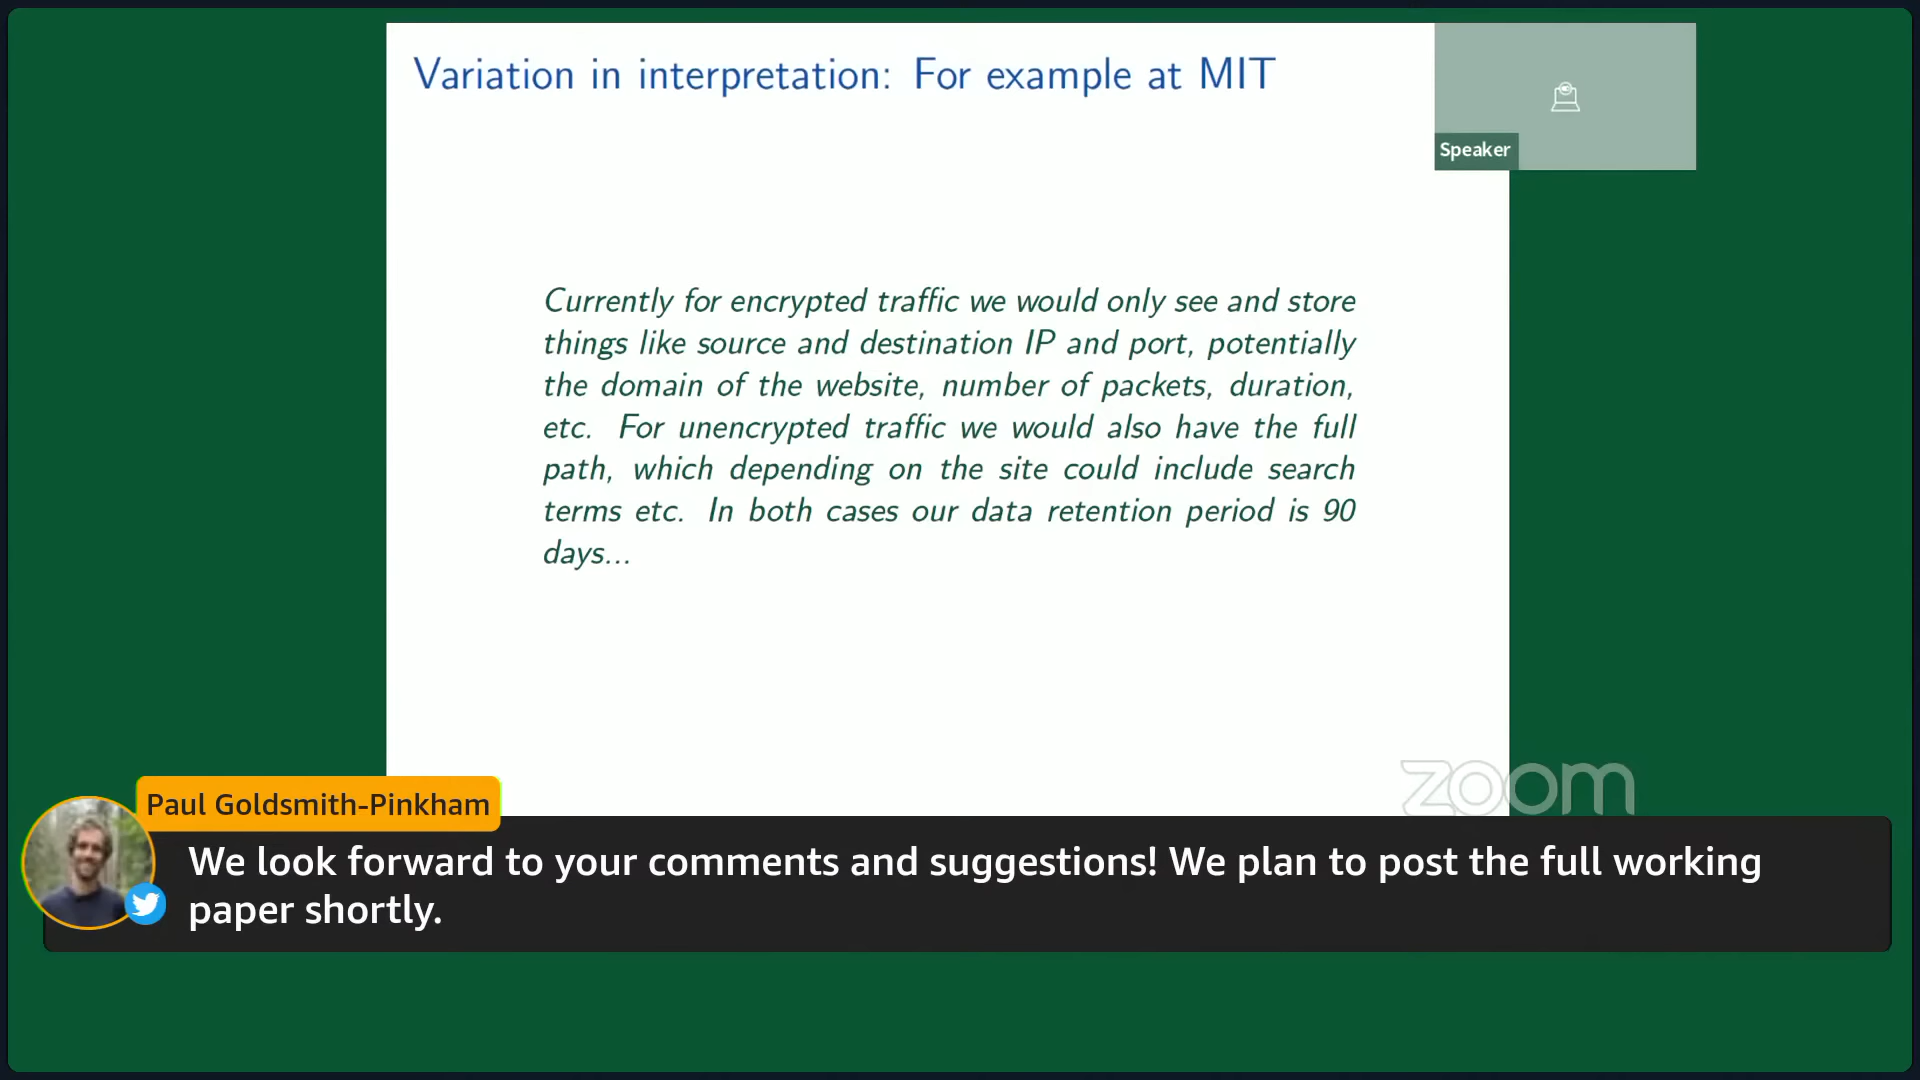 Variation in interpretation: For example at MIT
Speaker
Currently for encrypted traffic we would only see and store
things like source and destination IP and port, potentially
the domain of the website, number of packets, duration,
etc. For unencrypted traffic we would also have the full
path, which depending on the site could include search
terms etc. In both cases our data retention period is 90
days...
zoom
Paul Goldsmith-Pinkham
We look forward to your comments and suggestions! We plan to post the full working
paper shortly.